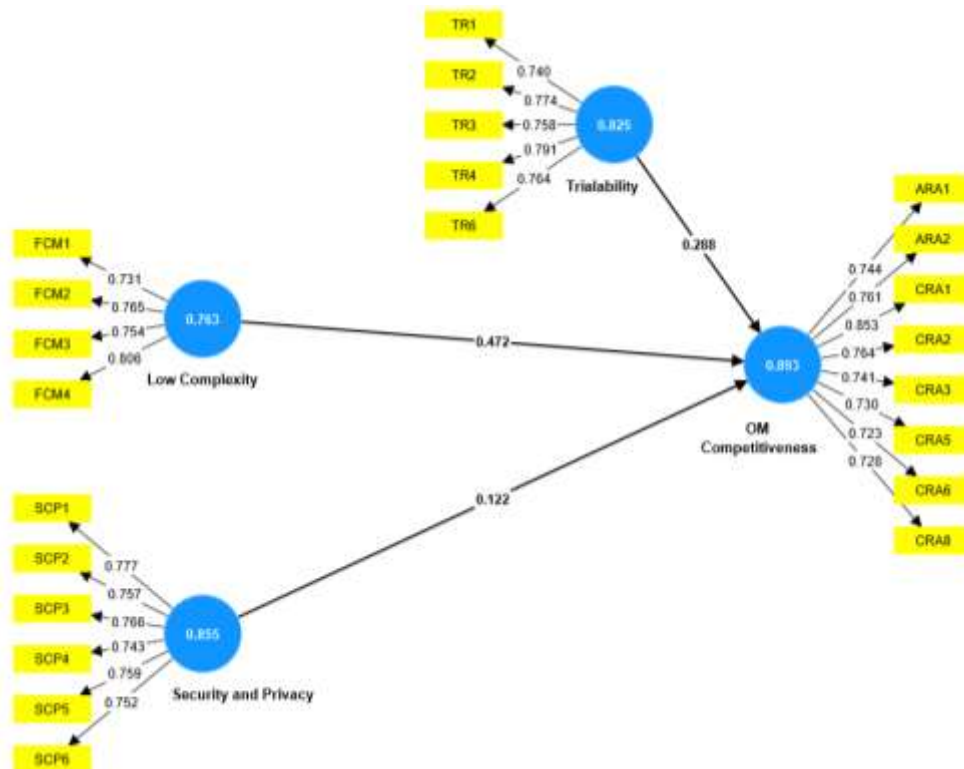 TR1
TR2
TR3
TR4
TR6
0.740
0.774
0.758
0.791
0.764
0.825
Trialability
0.288
FCM1
FCM2
FCM3
FCM4
0.731
0.765
0.754
0.806
0.763
Low Complexity
0.472
SCP1
SCP2
SCP3
SCP4
SCP5
SCP6
0.777
0.757
0.766
0.743
0.759
0.752
0.855
Security and Privacy
0.122
0.893
OM
Competitiveness
0.744
0.761
0.853
0.764
0.741
0.730
0.723
0.728
ARA1
ARA2
CRA1
CRA2
CRA3
CRA5
CRA6